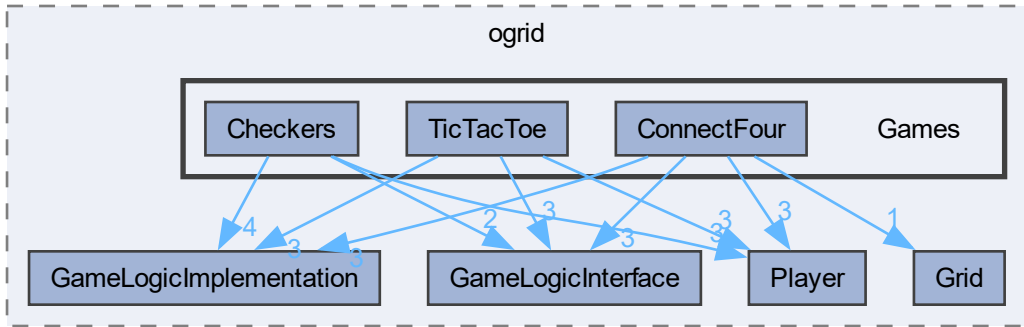 ogrid
Checkers
TicTacToe
ConnectFour
Games
4
3
3
2
3
3
3
3
3
1
GameLogicImplementation
GameLogicInterface
Player
Grid